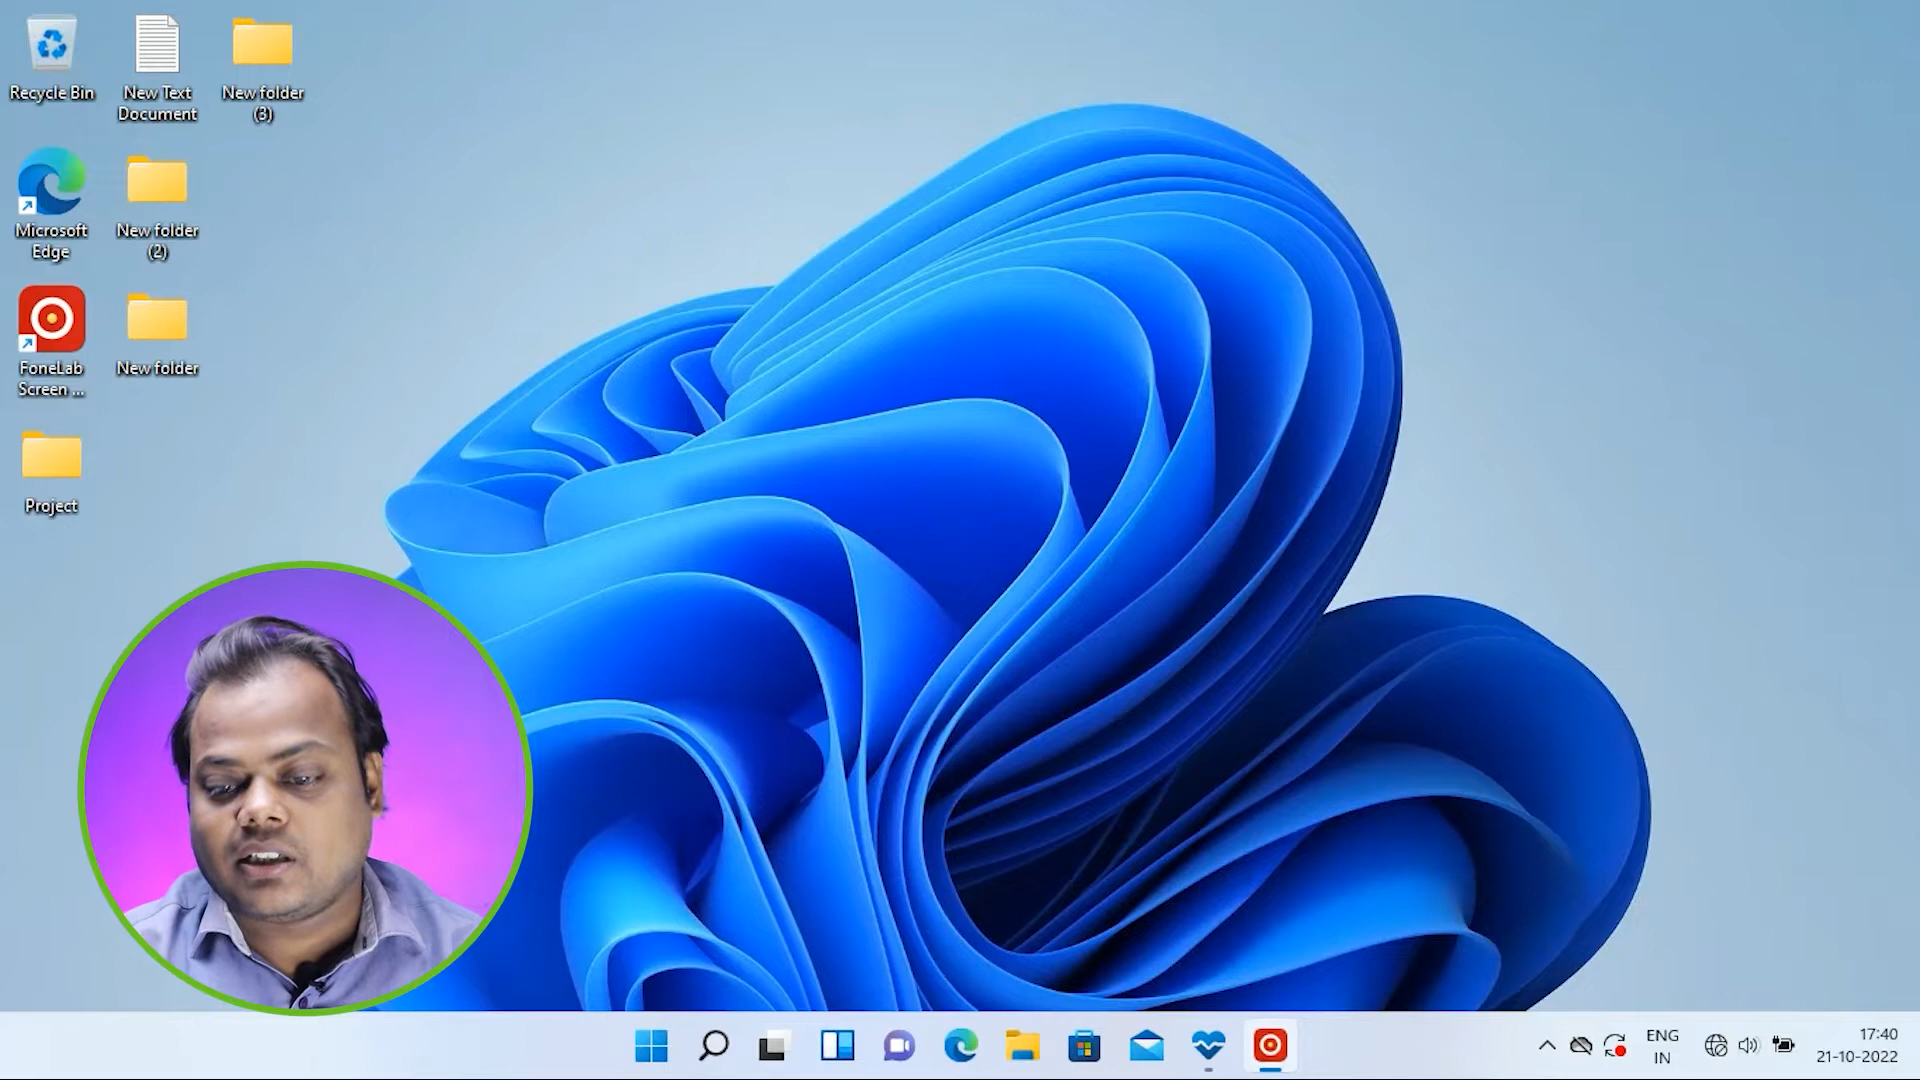 Recycle Bin
New Text
Document
New folder
(3)
Microsoft
Edge
New folder
(2)
FoneLab
Screen ...
New folder
Project
ENG
IN
17:40
21-10-2022